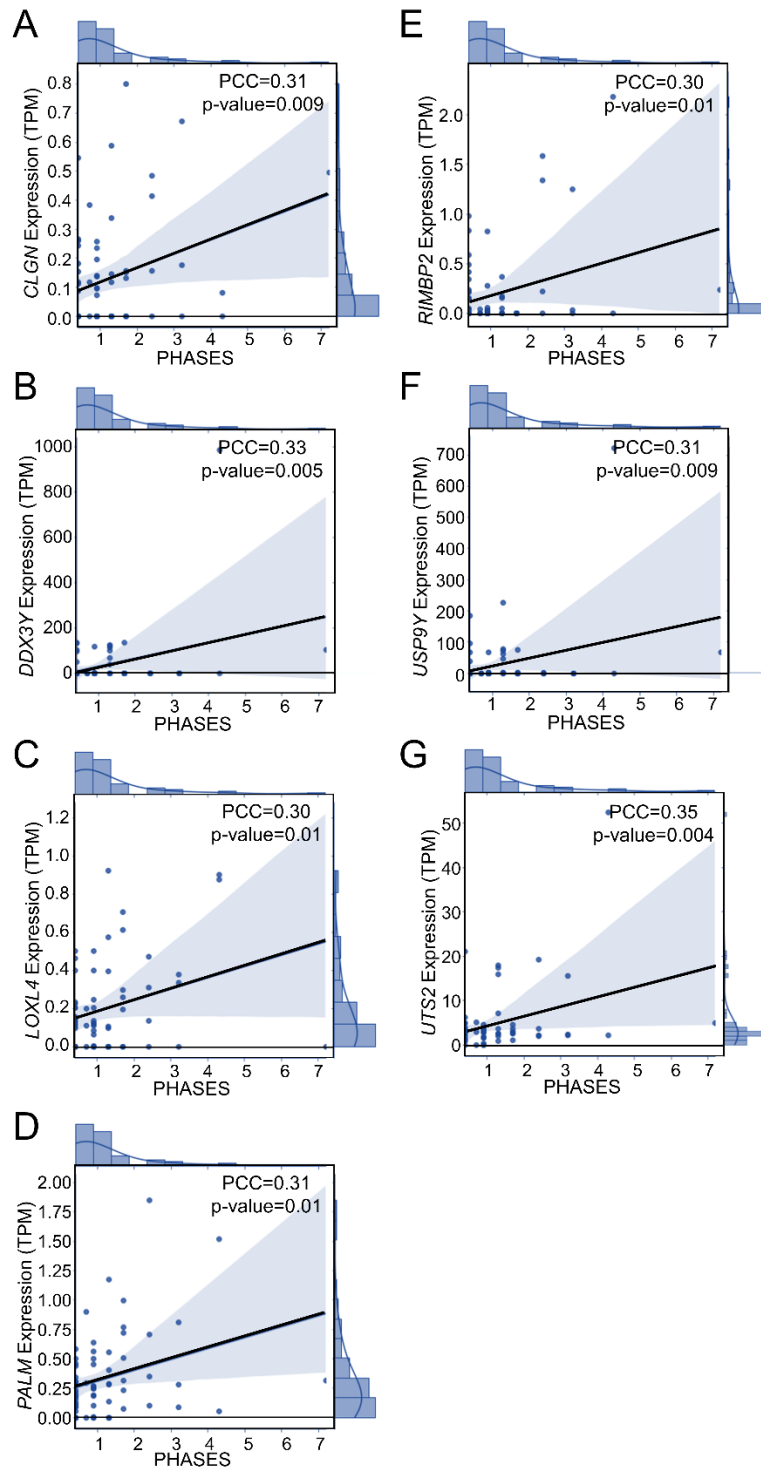 A
PCC=0.31
p-value=0.009
0.8
0.7
0.6
0.5
0.4
0.3
0.2
0.1
0.0
CLGN Expression (TPM)
1 2 3 4 5 6 7
PHASES
B
PCC=0.33
p-value=0.005
1000
800
600
400
200
0
DDX3Y Expression (TPM)
1 2 3 4 5 6 7
PHASES
C
PCC=0.30
p-value=0.01
1.2
1.0
0.8
0.6
0.4
0.2
0.0
LOXL4 Expression (TPM)
1 2 3 4 5 6 7
PHASES
D
PCC=0.31
p-value=0.01
2.00
1.75
1.50
1.25
1.00
0.75
0.50
0.25
0.00
PALM Expression (TPM)
1 2 3 4 5 6 7
PHASES
E
PCC=0.30
p-value=0.01
2.0
1.5
1.0
0.5
0.0
RIMBP2 Expression (TPM)
1 2 3 4 5 6 7
PHASES
F
PCC=0.31
p-value=0.009
700
600
500
400
300
200
100
0
USP9Y Expression (TPM)
1 2 3 4 5 6 7
PHASES
G
PCC=0.35
p-value=0.004
50
40
30
20
10
5
0
UTS2 Expression (TPM)
1 2 3 4 5 6 7
PHASES